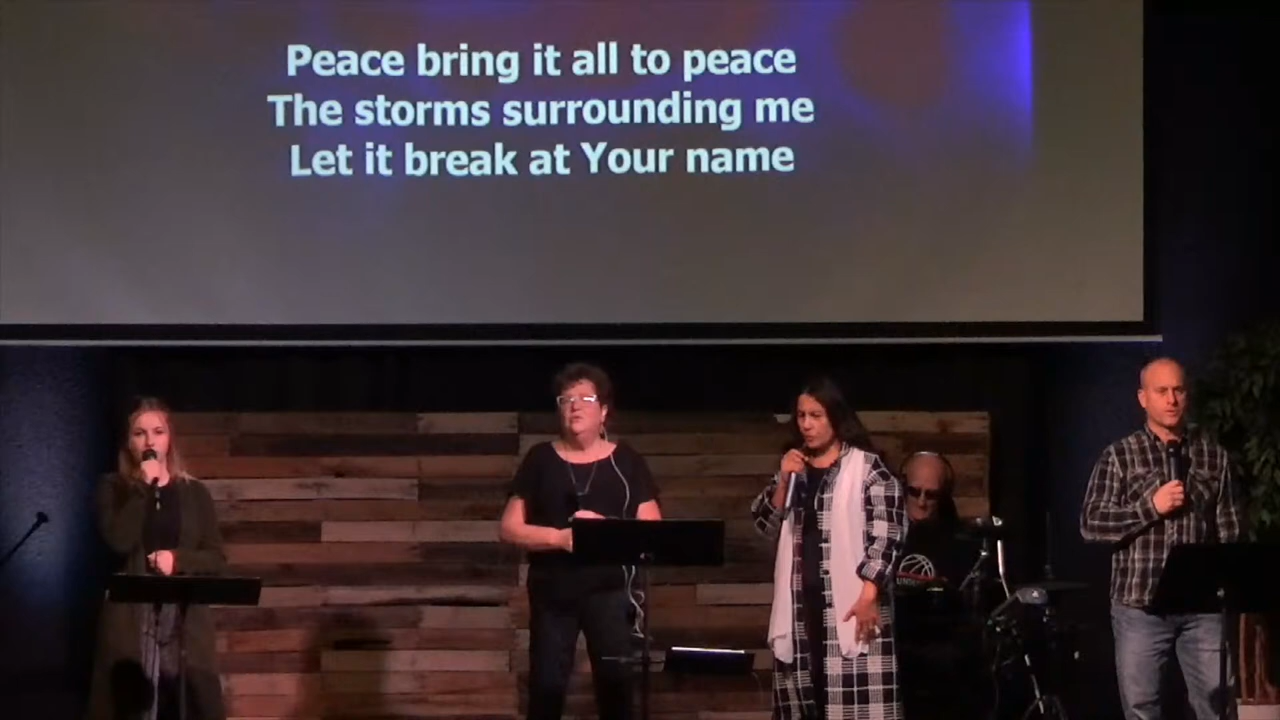 Peace bring it all to peace
The storms surrounding me
Let it break at Your name